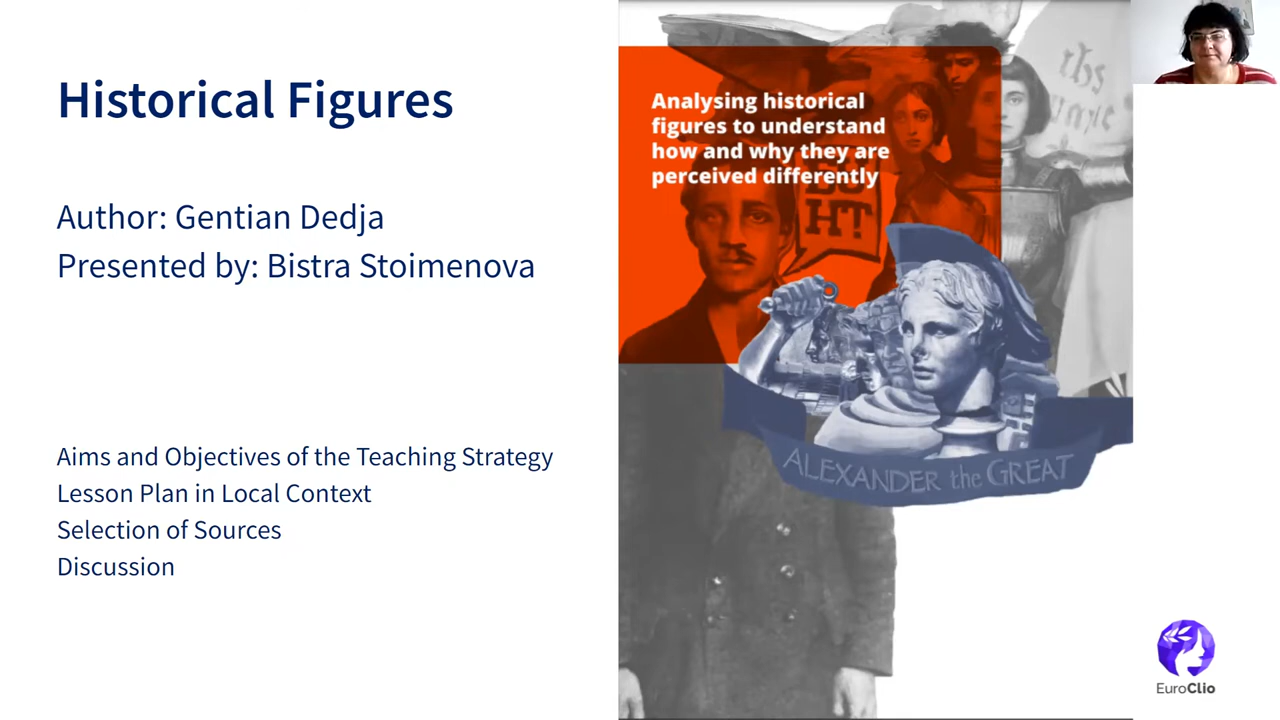 Historical Figures
Author: Gentian Dedja
Presented by: Bistra Stoimenova
Aims and Objectives of the Teaching Strategy
Lesson Plan in Local Context
Selection of Sources
Discussion
Analysing historical
figures to understand
how and why they are
perceived differently
HT
ALEXANDER the GREAT
EuroClio